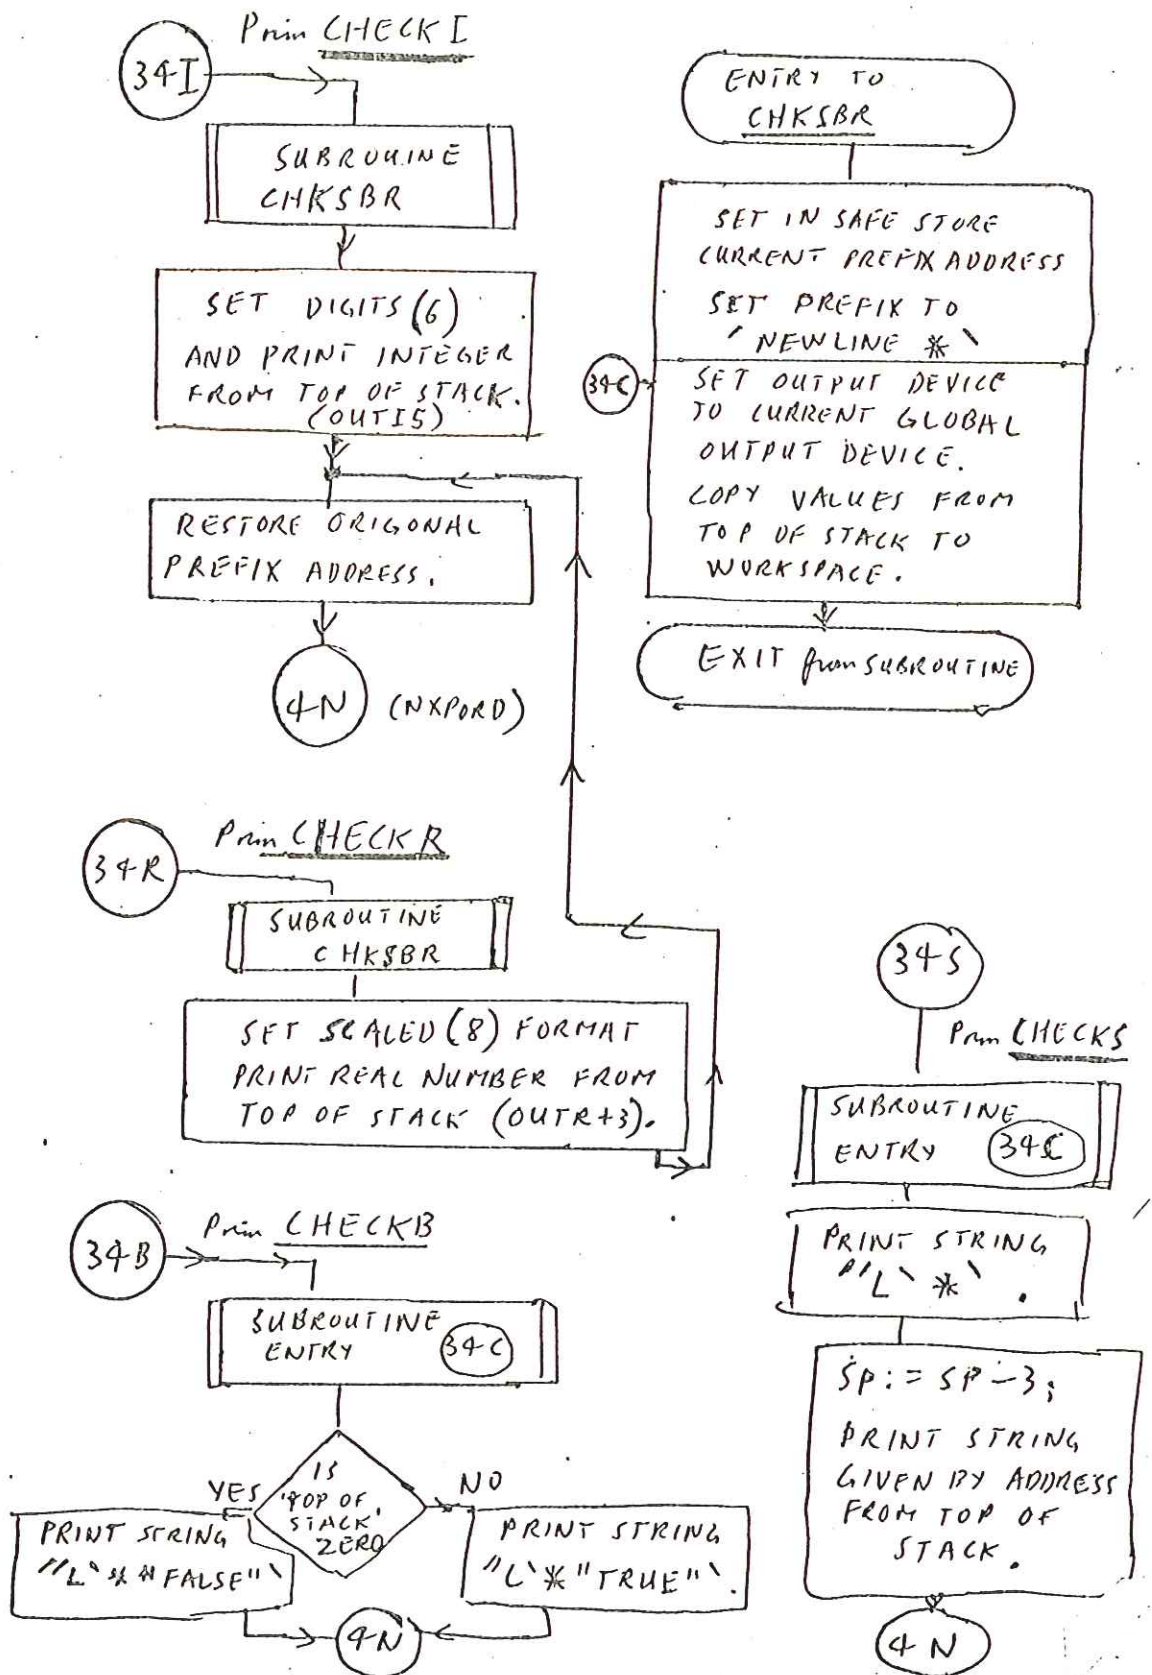 Prim CHECK I
34I
SUBROUINE
CHKSBR
SET DIGITS (6)
AND PRINT INTEGER
FROM TOP OF STACK.
(OUTI5)
RESTORE ORIGONAL
PREFIX ADDRESS.
4N (NXPORD)
ENTRY TO
CHKSBR
SET IN SAFE STORE
CURRENT PREFIX ADDRESS
SET PREFIX TO
' NEWLINE * `
34C
SET OUTPUT DEVICE
TO CURRENT GLOBAL
OUTPUT DEVICE.
COPY VALUES FROM
TOP OF STACK TO
WORKSPACE.
EXIT from SUBROUTINE
Prim CHECKR
34R
SUBROUTINE
CHKSBR
SET SCALED (8) FORMAT
PRINT REAL NUMBER FROM
TOP OF STACK (OUTR+3).
Prim CHECKB
34B
SUBROUTINE
ENTRY 34C
IS
'TOP OF
STACK'
ZERO
YES
NO
PRINT STRING
"L` * "FALSE"`
PRINT STRING
"L` * "TRUE"`.
4N
34S
Prim CHECKS
SUBROUTINE
ENTRY 34C
PRINT STRING
"L` * ` .
SP := SP - 3;
PRINT STRING
GIVEN BY ADDRESS
FROM TOP OF
STACK.
4N